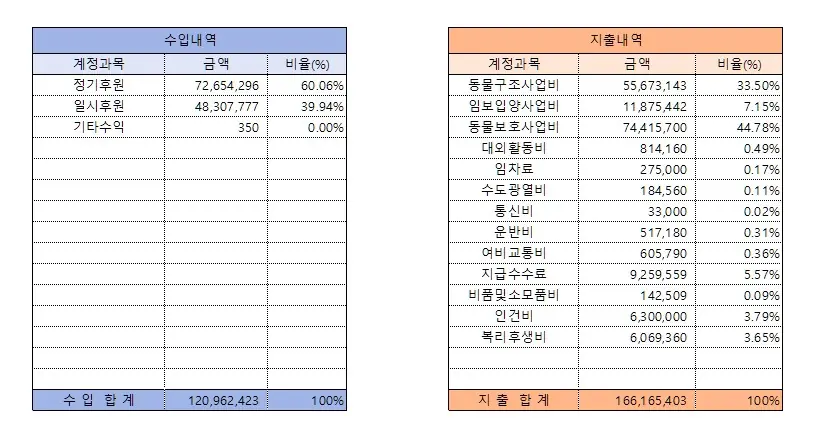 수입내역
계정과목 금액 비율(%)
정기후원 72,654,296 60.06%
일시후원 48,307,777 39.94%
기타수익 350 0.00%
수 입 합 계 120,962,423 100%
지출내역
계정과목 금액 비율(%)
동물구조사업비 55,673,143 33.50%
임보입양사업비 11,875,442 7.15%
동물보호사업비 74,415,700 44.78%
대외활동비 814,160 0.49%
임차료 275,000 0.17%
수도광열비 184,560 0.11%
통신비 33,000 0.02%
운반비 517,180 0.31%
여비교통비 605,790 0.36%
지급수수료 9,259,559 5.57%
비품및소모품비 142,509 0.09%
인건비 6,300,000 3.79%
복리후생비 6,069,360 3.65%
지 출 합 계 166,165,403 100%